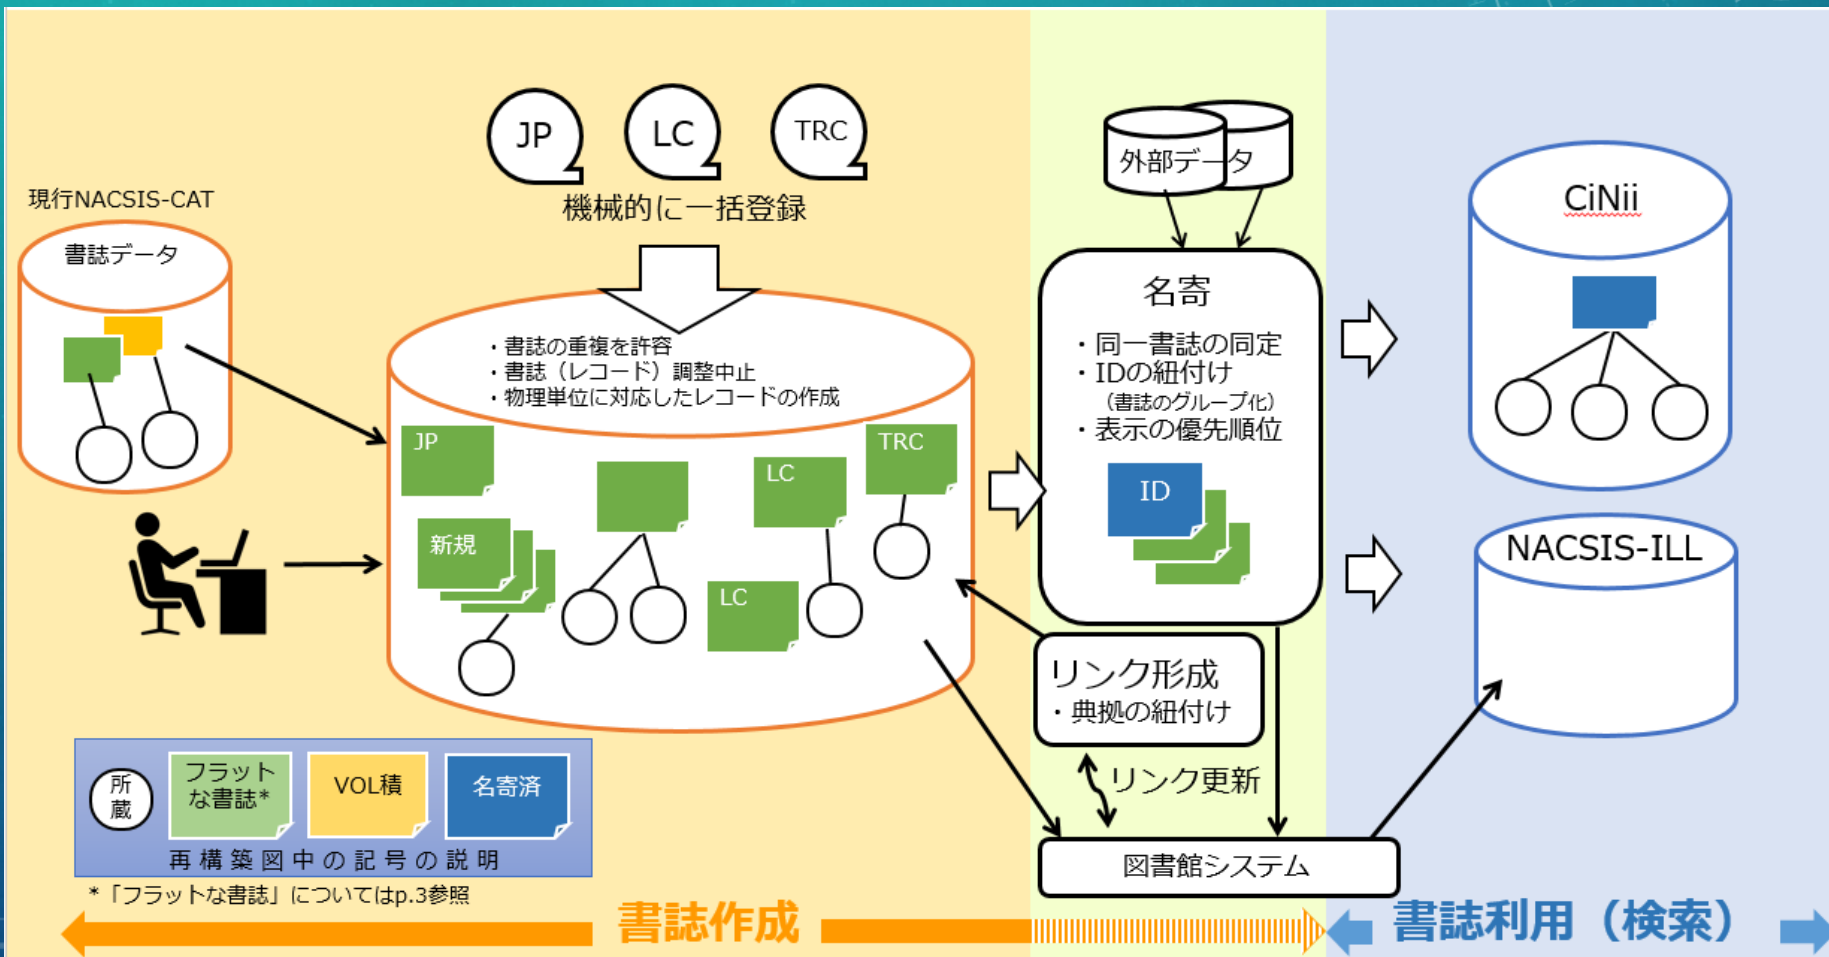 JP
LC
TRC
機械的に一括登録
現行NACSIS-CAT
書誌データ
・書誌の重複を許容
・書誌（レコード）調整中止
・物理単位に対応したレコードの作成
JP
新規
LC
LC
TRC
外部データ
名寄
・同一書誌の同定
・IDの紐付け
（書誌のグループ化）
・表示の優先順位
ID
リンク形成
・典拠の紐付け
リンク更新
図書館システム
CiNii
NACSIS-ILL
所
蔵
フラット
な書誌*
VOL積
名寄済
再構築図中の記号の説明
*「フラットな書誌」についてはp.3参照
書誌作成
書誌利用（検索）